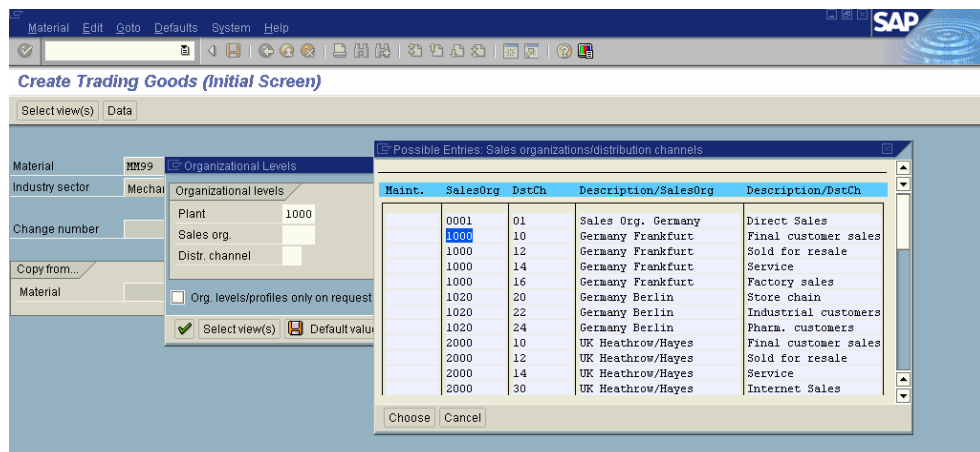 Material Edit Goto Defaults System Help
SAP
Create Trading Goods (Initial Screen)
Select view(s) Data
Material MM99
Industry sector Mechai
Change number
Copy from...
Material
Organizational Levels
Organizational levels
Plant 1000
Sales org.
Distr. channel
Org. levels/profiles only on request
Select view(s) Default valu
Possible Entries: Sales organizations/distribution channels
Maint. SalesOrg DstCh Description/SalesOrg Description/DstCh
0001 01 Sales Org. Germany Direct Sales
1000 10 Germany Frankfurt Final customer sales
1000 12 Germany Frankfurt Sold for resale
1000 14 Germany Frankfurt Service
1000 16 Germany Frankfurt Factory sales
1020 20 Germany Berlin Store chain
1020 22 Germany Berlin Industrial customers
1020 24 Germany Berlin Pharm. customers
2000 10 UK Heathrow/Hayes Final customer sales
2000 12 UK Heathrow/Hayes Sold for resale
2000 14 UK Heathrow/Hayes Service
2000 30 UK Heathrow/Hayes Internet Sales
Choose Cancel